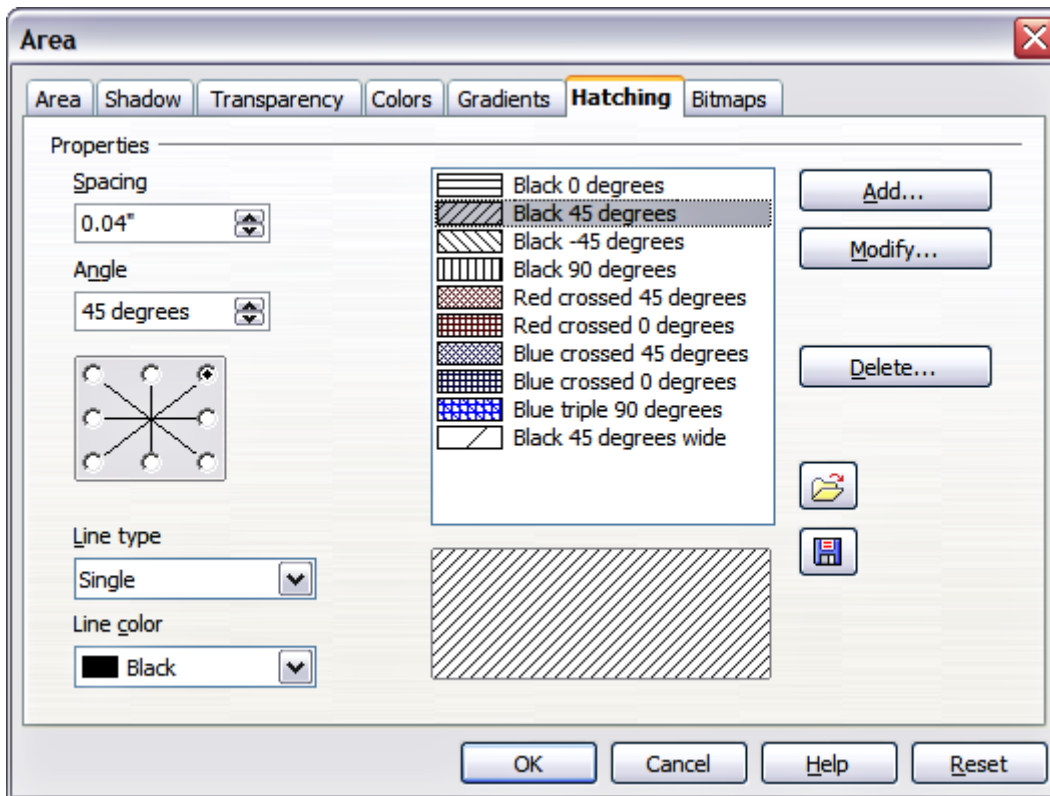 Area
Area Shadow Transparency Colors Gradients Hatching Bitmaps
Properties
Spacing
0.04"
Angle
45 degrees
Line type
Single
Line color
Black
Black 0 degrees
Black 45 degrees
Black -45 degrees
Black 90 degrees
Red crossed 45 degrees
Red crossed 0 degrees
Blue crossed 45 degrees
Blue crossed 0 degrees
Blue triple 90 degrees
Black 45 degrees wide
Add...
Modify...
Delete...
OK Cancel Help Reset